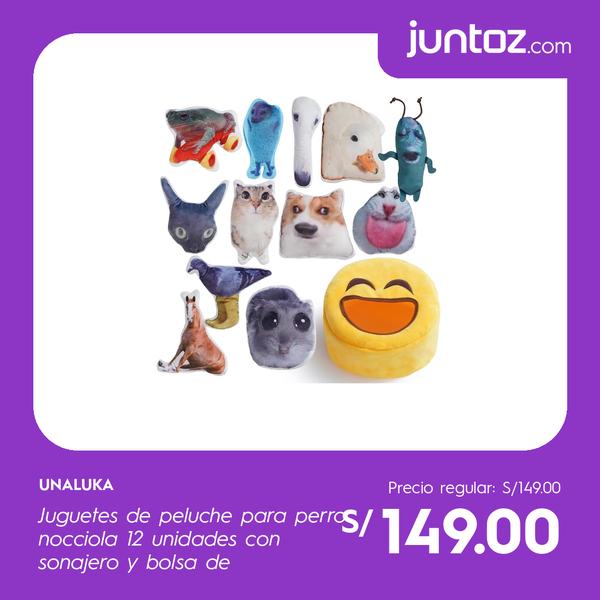 juntoz.com
UNALUKA
Juguetes de peluche para perro
nocciola 12 unidades con
sonajero y bolsa de
Precio regular: S/149.00
S/149.00